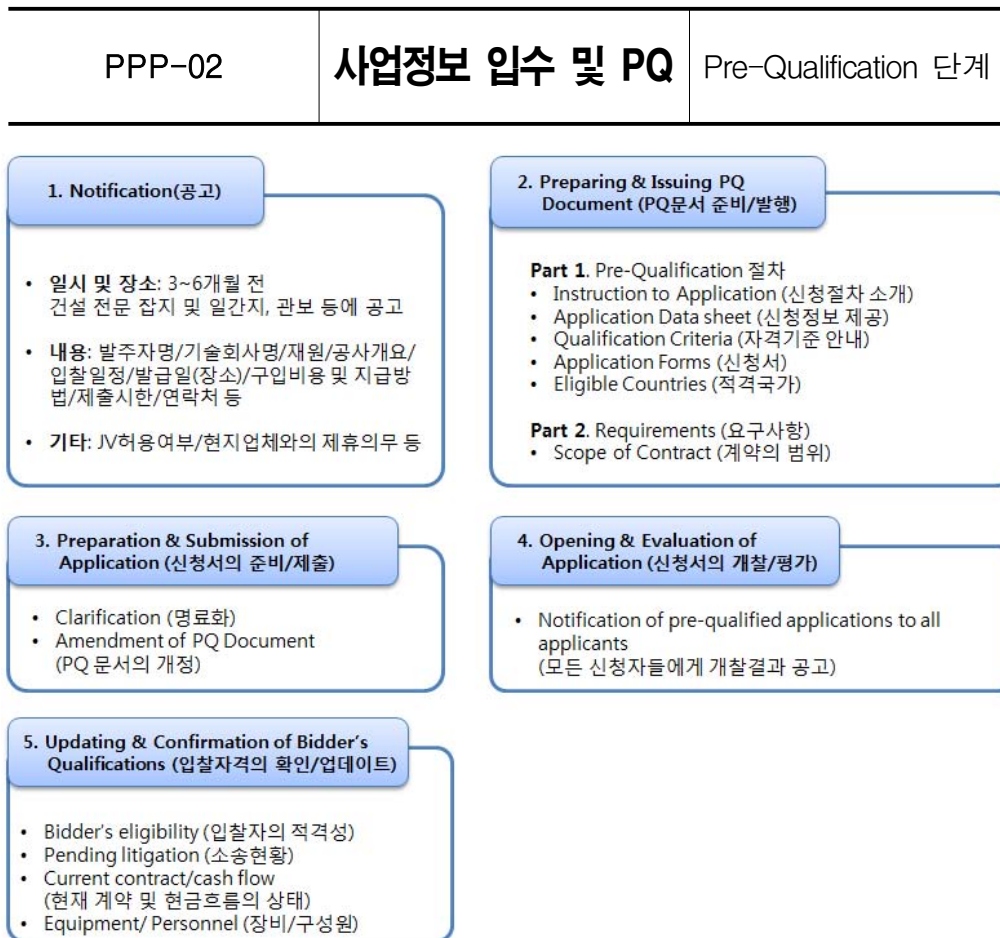 PPP-02
사업정보 입수 및 PQ
Pre-Qualification 단계
1. Notification(공고)
• 일시 및 장소: 3~6개월 전
건설 전문 잡지 및 일간지, 관보 등에 공고
• 내용: 발주자명/기술회사명/재원/공사개요/
입찰일정/발급일(장소)/구입비용 및 지급방
법/제출시한/연락처 등
• 기타: JV허용여부/현지업체와의 제휴의무 등
2. Preparing & Issuing PQ
Document (PQ문서 준비/발행)
Part 1. Pre-Qualification 절차
• Instruction to Application (신청절차 소개)
• Application Data sheet (신청정보 제공)
• Qualification Criteria (자격기준 안내)
• Application Forms (신청서)
• Eligible Countries (적격국가)
Part 2. Requirements (요구사항)
• Scope of Contract (계약의 범위)
3. Preparation & Submission of
Application (신청서의 준비/제출)
• Clarification (명료화)
• Amendment of PQ Document
(PQ 문서의 개정)
4. Opening & Evaluation of
Application (신청서의 개찰/평가)
• Notification of pre-qualified applications to all
applicants
(모든 신청자들에게 개찰결과 공고)
5. Updating & Confirmation of Bidder's
Qualifications (입찰자격의 확인/업데이트)
• Bidder's eligibility (입찰자의 적격성)
• Pending litigation (소송현황)
• Current contract/cash flow
(현재 계약 및 현금흐름의 상태)
• Equipment/ Personnel (장비/구성원)